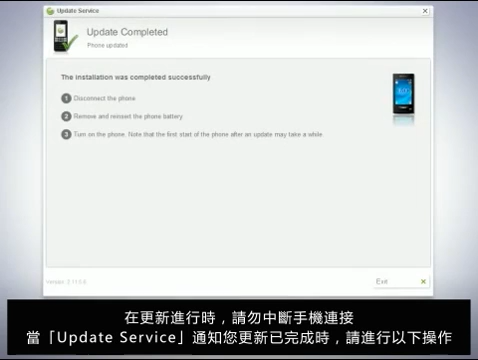 Update Service
Update Completed
Phone updated
The installation was completed successfully
1 Disconnect the phone
2 Remove and reinsert the phone battery
3 Turn on the phone. Note that the first start of the phone after an update may take a while
Exit
在更新進行時，請勿中斷手機連接
當「Update Service」通知您更新已完成時，請進行以下操作